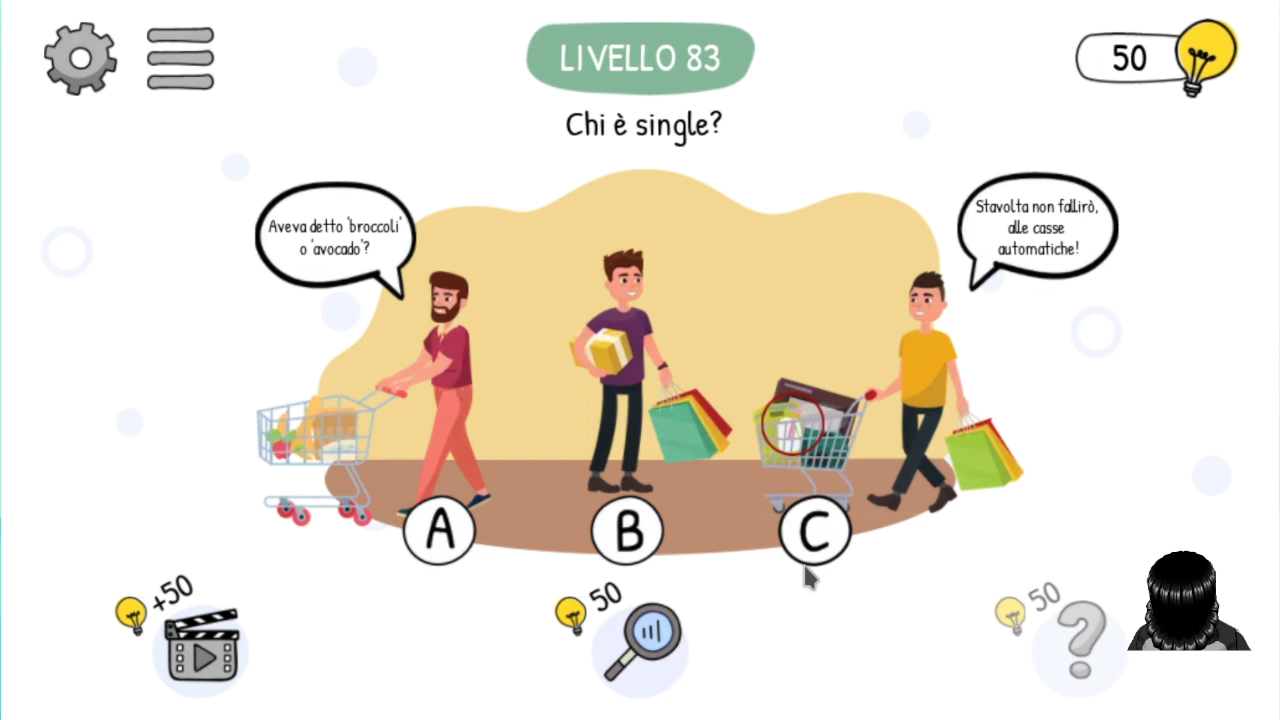 LIVELLO 83
50
Chi è single?
Aveva detto 'broccoli'
o 'avocado'?
Stavolta non fallirò,
alle casse
automatiche!
A
B
C
+50
50
50
?